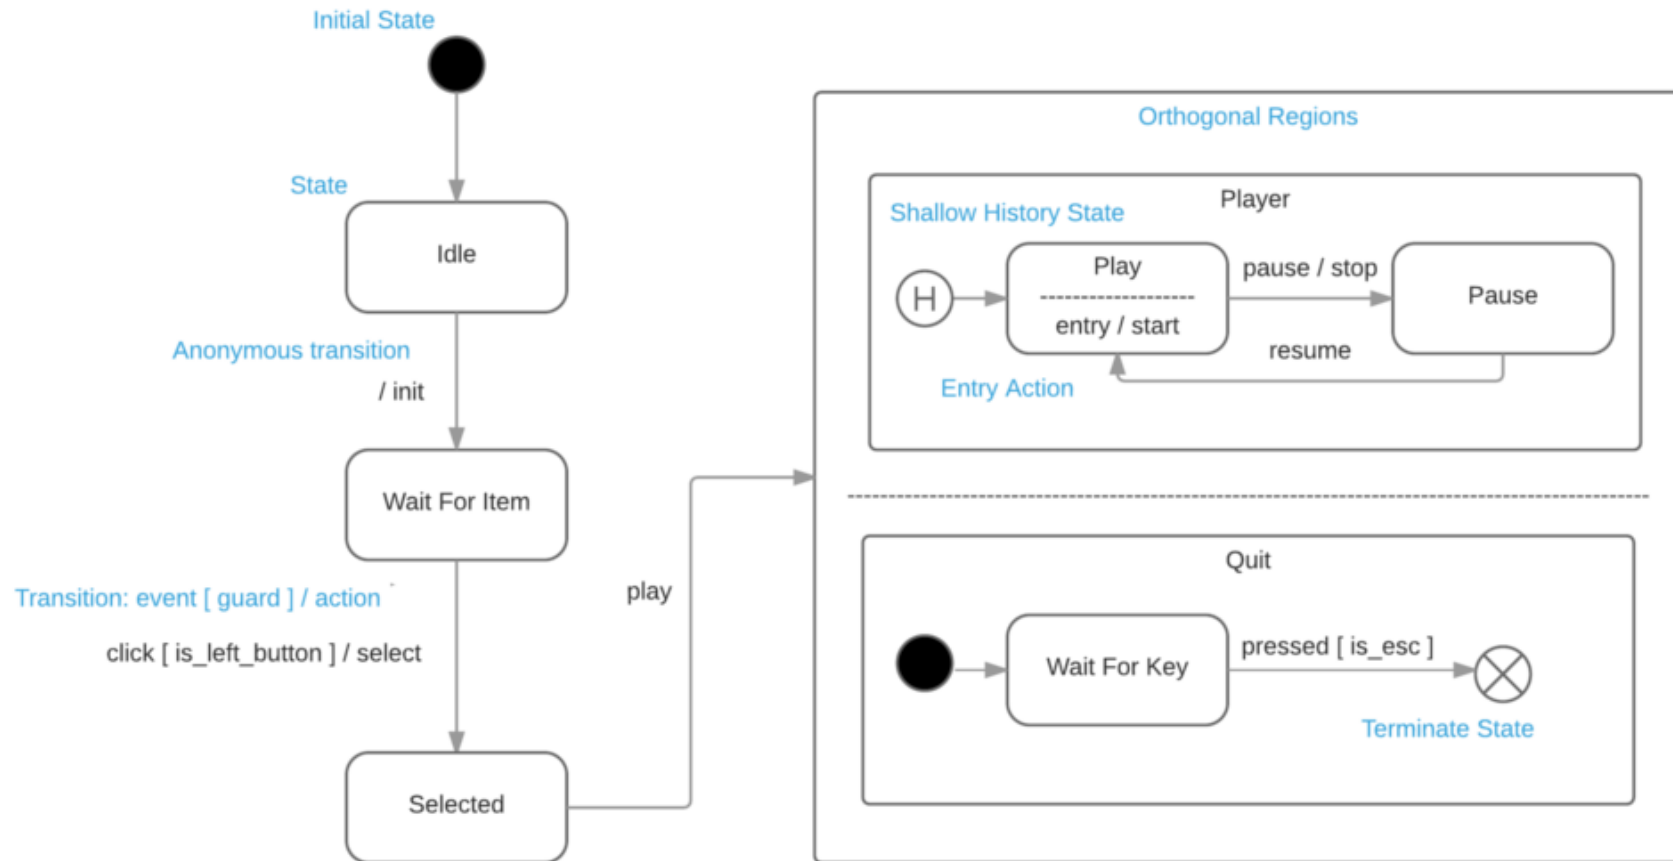 Initial State
State
Idle
Anonymous transition
/ init
Wait For Item
Transition: event [ guard ] / action
click [ is_left_button ] / select
Selected
play
Orthogonal Regions
Player
Shallow History State
H
Play
entry / start
pause / stop
Pause
resume
Entry Action
Quit
Wait For Key
pressed [ is_esc ]
Terminate State